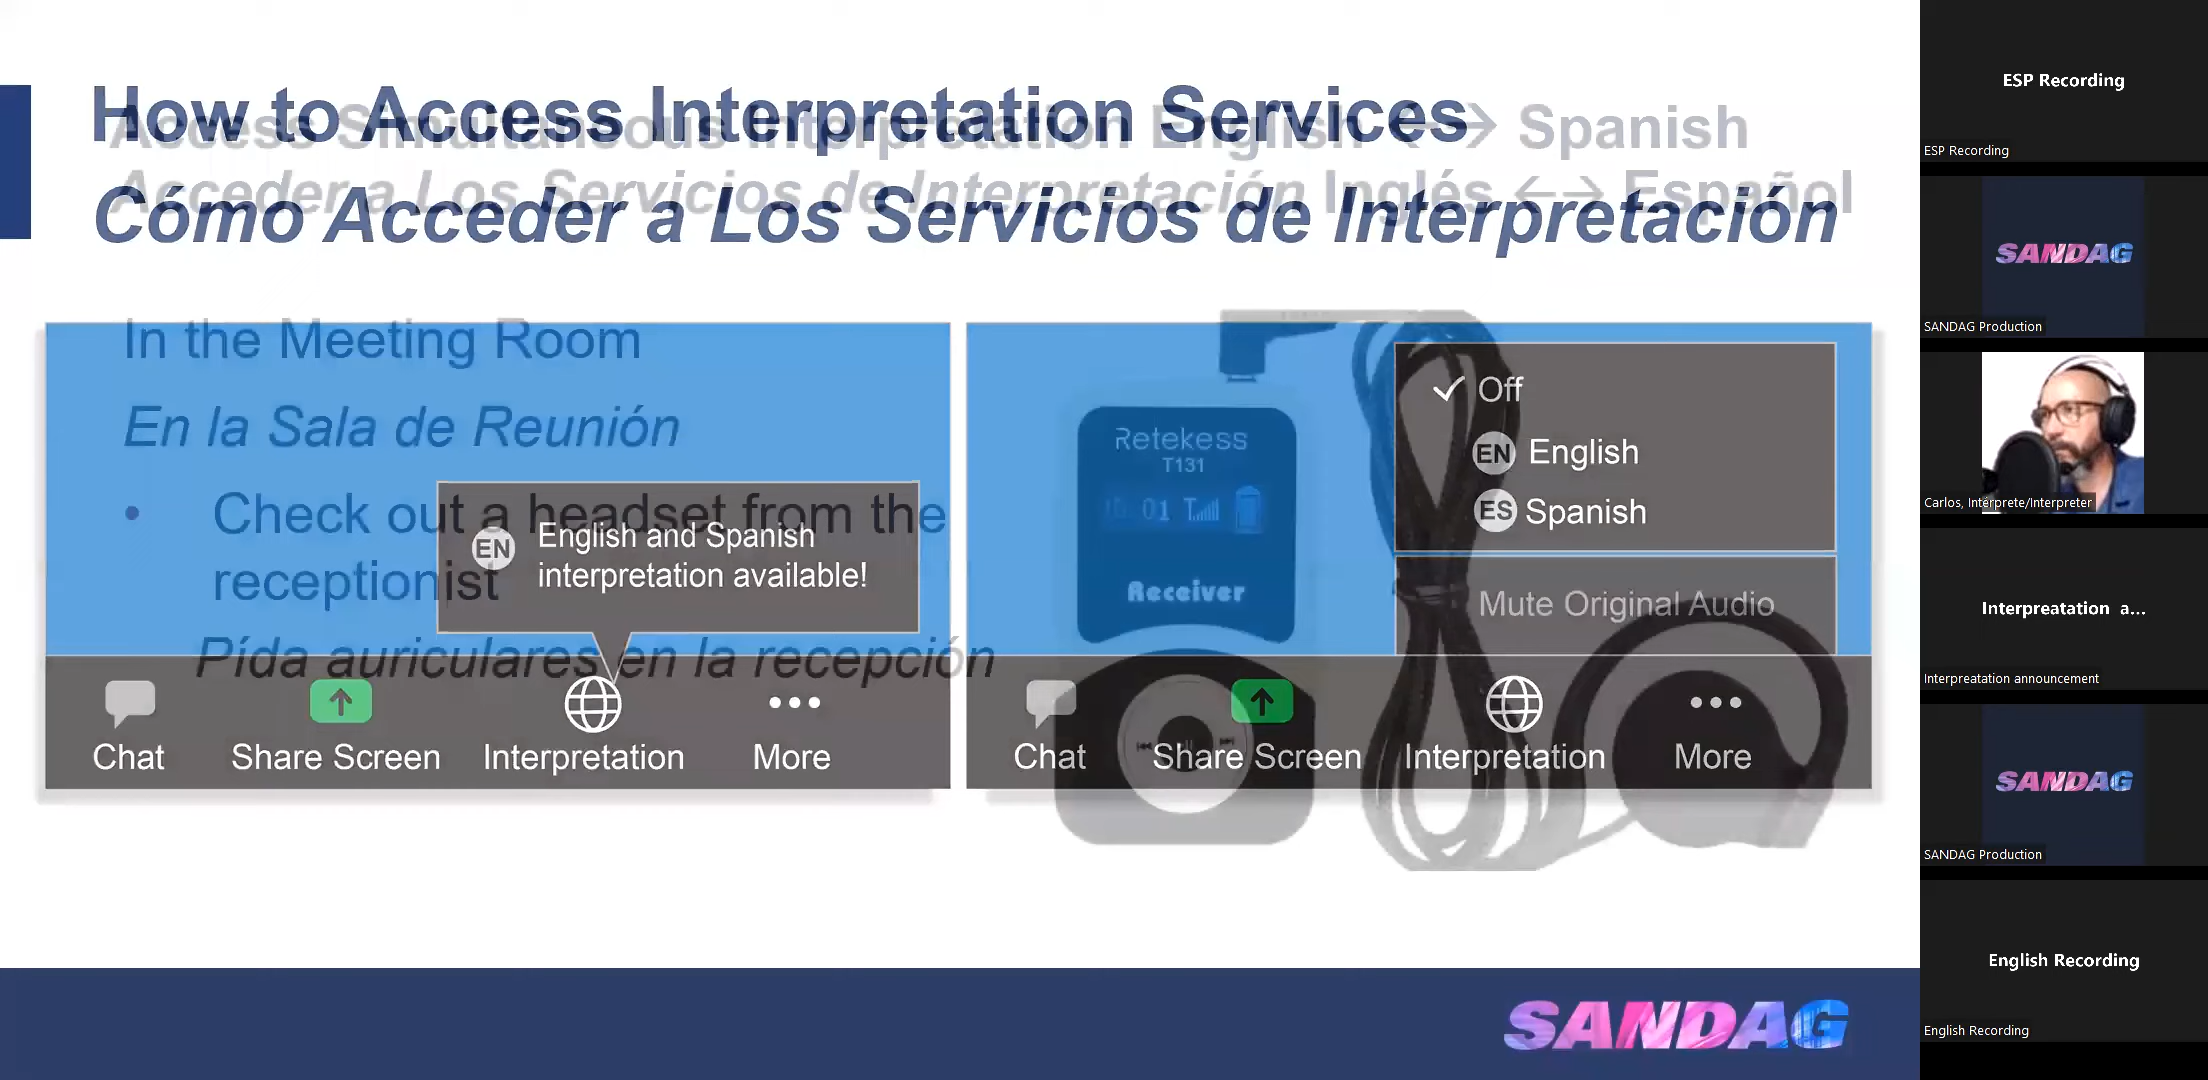 How to Access Interpretation Services
Cómo Acceder a Los Servicios de Interpretación
Access Simultaneous Interpretation English <-> Spanish
Acceder a Los Servicios de Interpretación Inglés <-> Español
In the Meeting Room
En la Sala de Reunión
• Check out a headset from the
receptionist
Pída auriculares en la recepción
EN English and Spanish
interpretation available!
Chat Share Screen Interpretation More
Retekess
T131
01
Receiver
✓ Off
EN English
ES Spanish
Mute Original Audio
Chat Share Screen Interpretation More
SANDAG
ESP Recording
ESP Recording
SANDAG
SANDAG Production
Carlos, Intérprete/Interpreter
Interpreatation a...
Interpreatation announcement
SANDAG
SANDAG Production
English Recording
English Recording